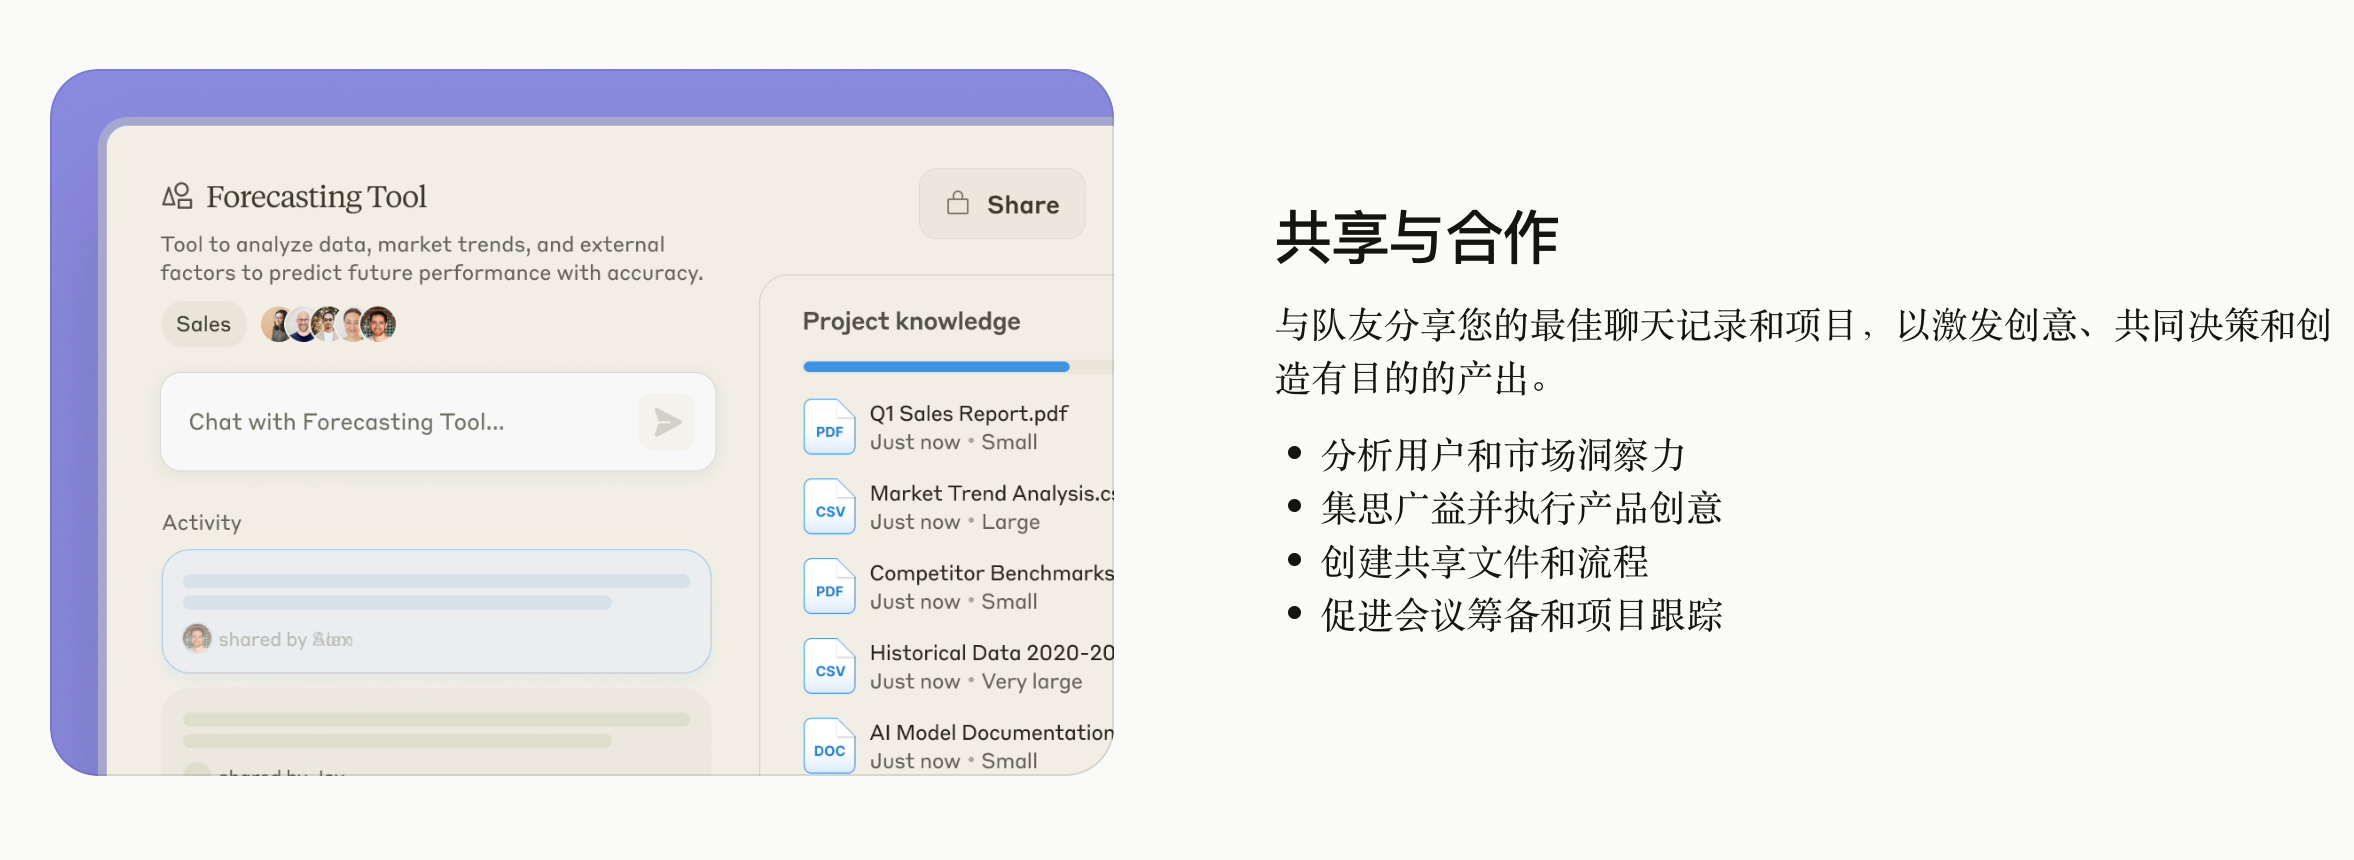 Forecasting Tool
Tool to analyze data, market trends, and external
factors to predict future performance with accuracy.
Sales
Chat with Forecasting Tool...
Activity
shared by
shared by
Share
Project knowledge
PDF
Q1 Sales Report.pdf
Just now • Small
CSV
Market Trend Analysis.cs
Just now • Large
PDF
Competitor Benchmarks
Just now • Small
CSV
Historical Data 2020-20
Just now • Very large
DOC
AI Model Documentation
Just now • Small
共享与合作
与队友分享您的最佳聊天记录和项目，以激发创意、共同决策和创
造有目的的产出。
• 分析用户和市场洞察力
• 集思广益并执行产品创意
• 创建共享文件和流程
• 促进会议筹备和项目跟踪